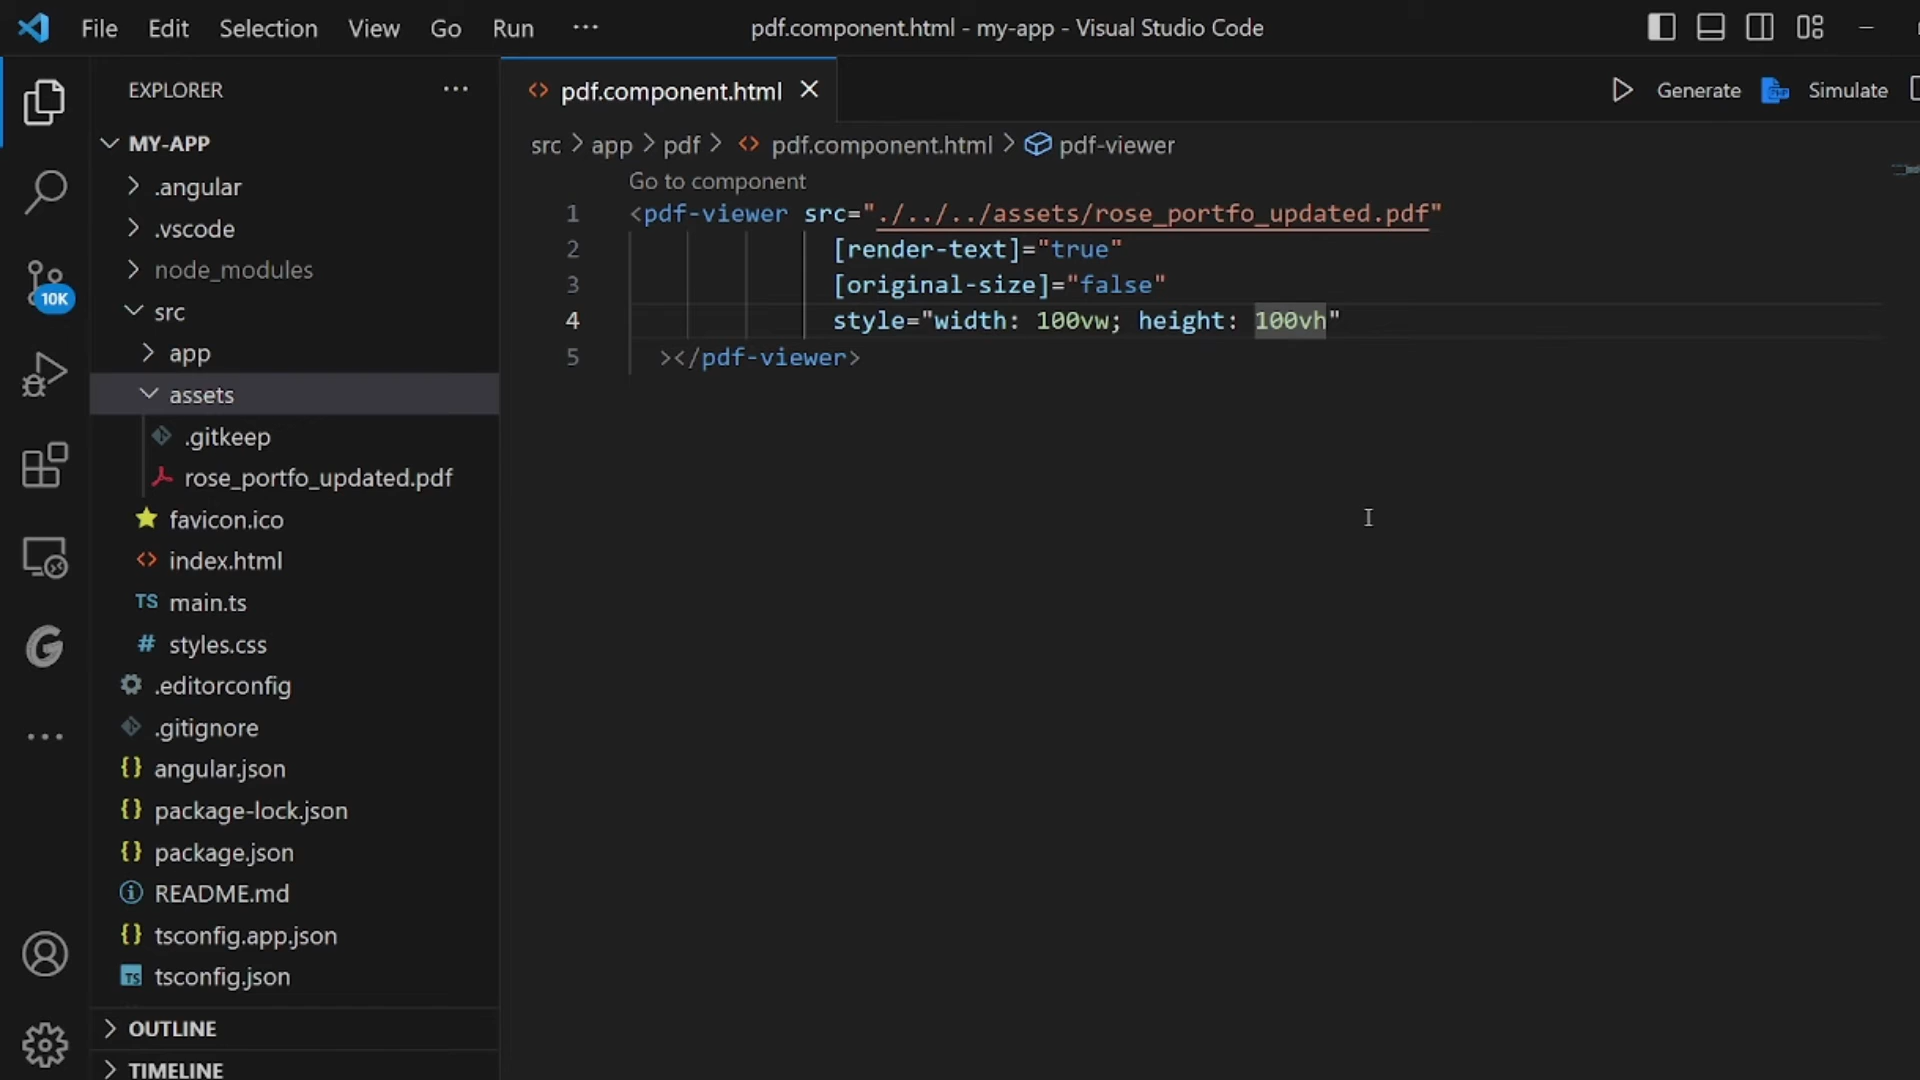 File Edit Selection View Go Run ··· pdf.component.html - my-app - Visual Studio Code
EXPLORER ···
MY-APP
.angular
.vscode
node_modules
src
app
assets
.gitkeep
rose_portfo_updated.pdf
favicon.ico
index.html
TS main.ts
# styles.css
.editorconfig
.gitignore
{} angular.json
{} package-lock.json
{} package.json
README.md
{} tsconfig.app.json
TS tsconfig.json
OUTLINE
TIMELINE
10K
pdf.component.html
Generate Simulate
src > app > pdf > pdf.component.html > pdf-viewer
Go to component
1 <pdf-viewer src="./../../assets/rose_portfo_updated.pdf"
2 [render-text]="true"
3 [original-size]="false"
4 style="width: 100vw; height: 100vh"
5 ></pdf-viewer>